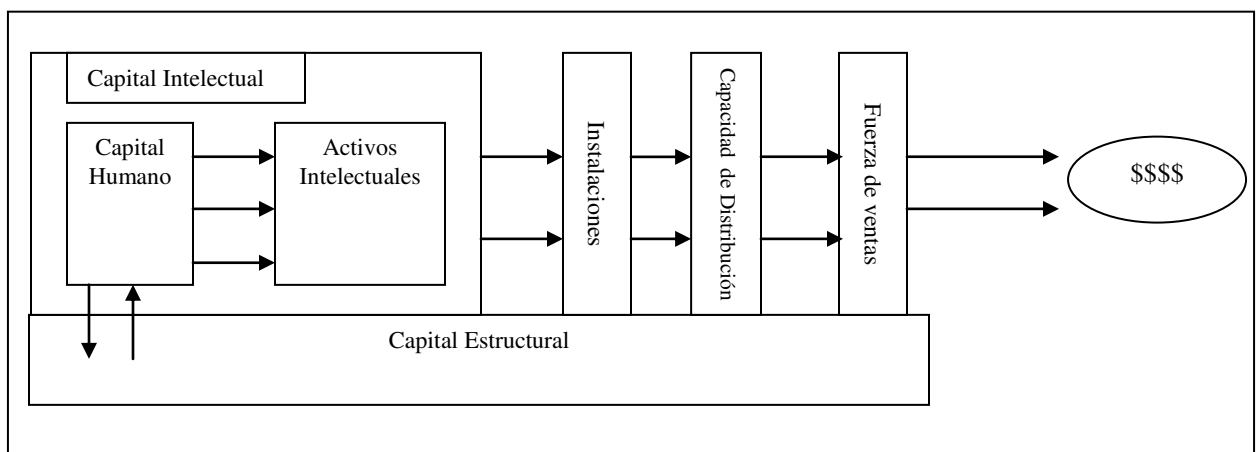 Capital Intelectual
Capital
Humano
Activos
Intelectuales
Instalaciones
Capacidad de Distribución
Fuerza de ventas
$$$$
Capital Estructural